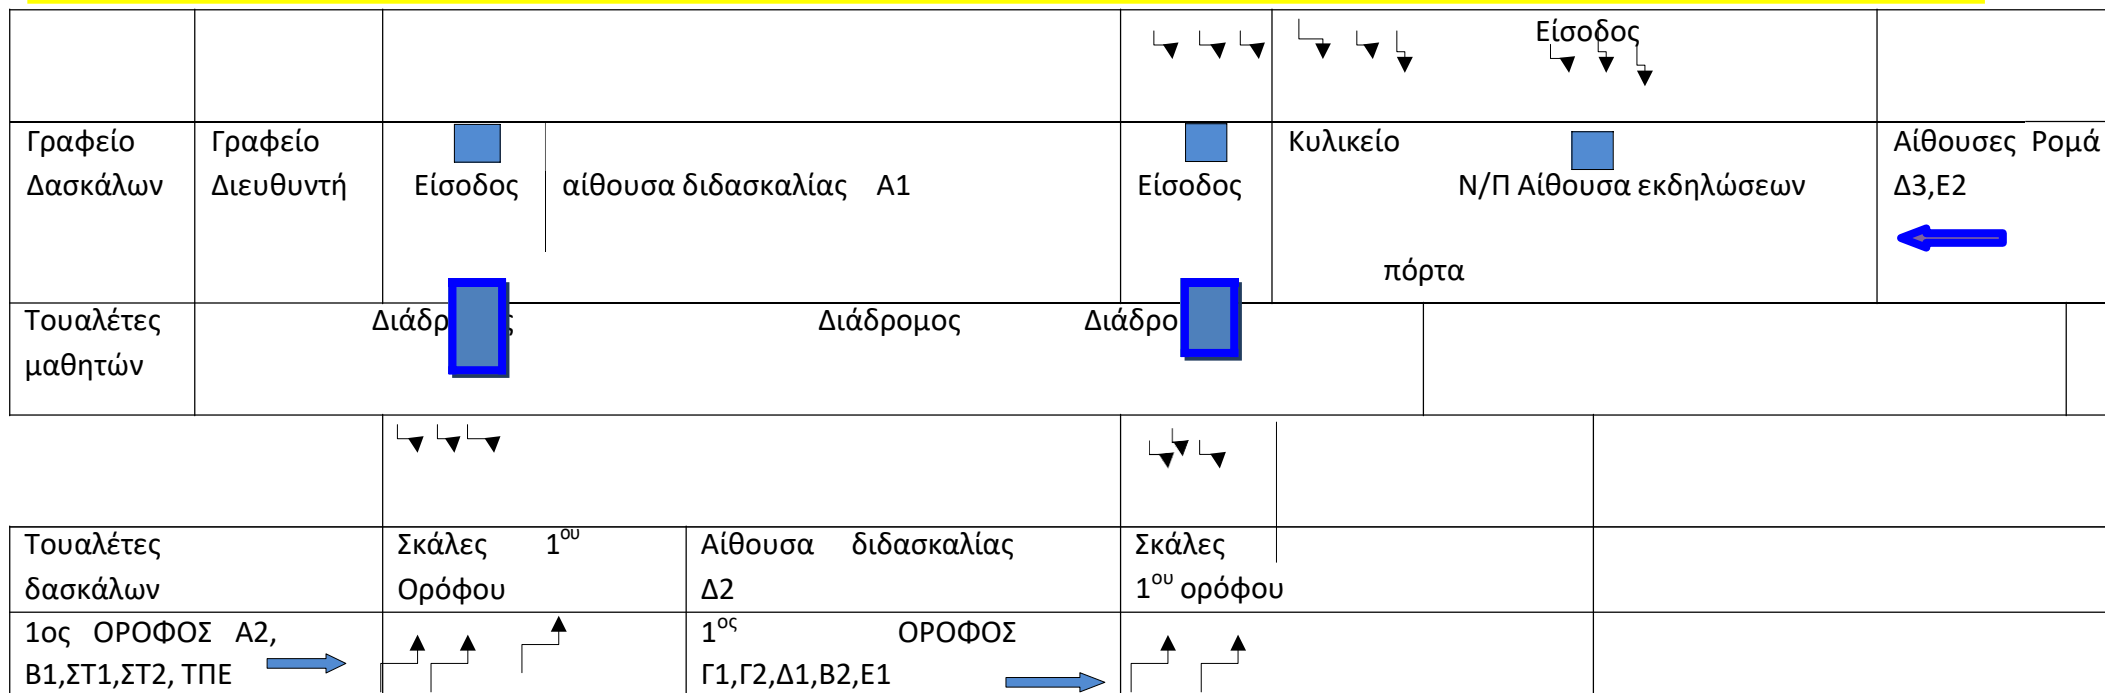 Είσοδος
Γραφείο Δασκάλων
Γραφείο Διευθυντή
Είσοδος
αίθουσα διδασκαλίας Α1
Είσοδος
Κυλικείο
Ν/Π Αίθουσα εκδηλώσεων
πόρτα
Αίθουσες Ρομά
Δ3,Ε2
Τουαλέτες
μαθητών
Διάδρ ς
Διάδρομος
Διάδρο
Τουαλέτες
δασκάλων
Σκάλες 1ου
Ορόφου
Αίθουσα διδασκαλίας
Δ2
Σκάλες
1ου ορόφου
1ος ΟΡΟΦΟΣ Α2,
Β1,ΣΤ1,ΣΤ2, ΤΠΕ
1ος ΟΡΟΦΟΣ
Γ1,Γ2,Δ1,Β2,Ε1